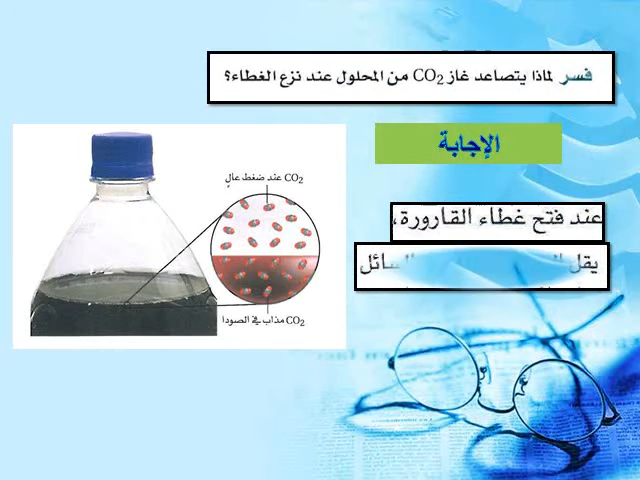 فسر لماذا يتصاعد غاز CO2 من المحلول عند نزع الغطاء؟
الإجابة
عند فتح غطاء القارورة،
يقل السائل
CO2 عند ضغط عالٍ
CO2 مذاب في الصودا